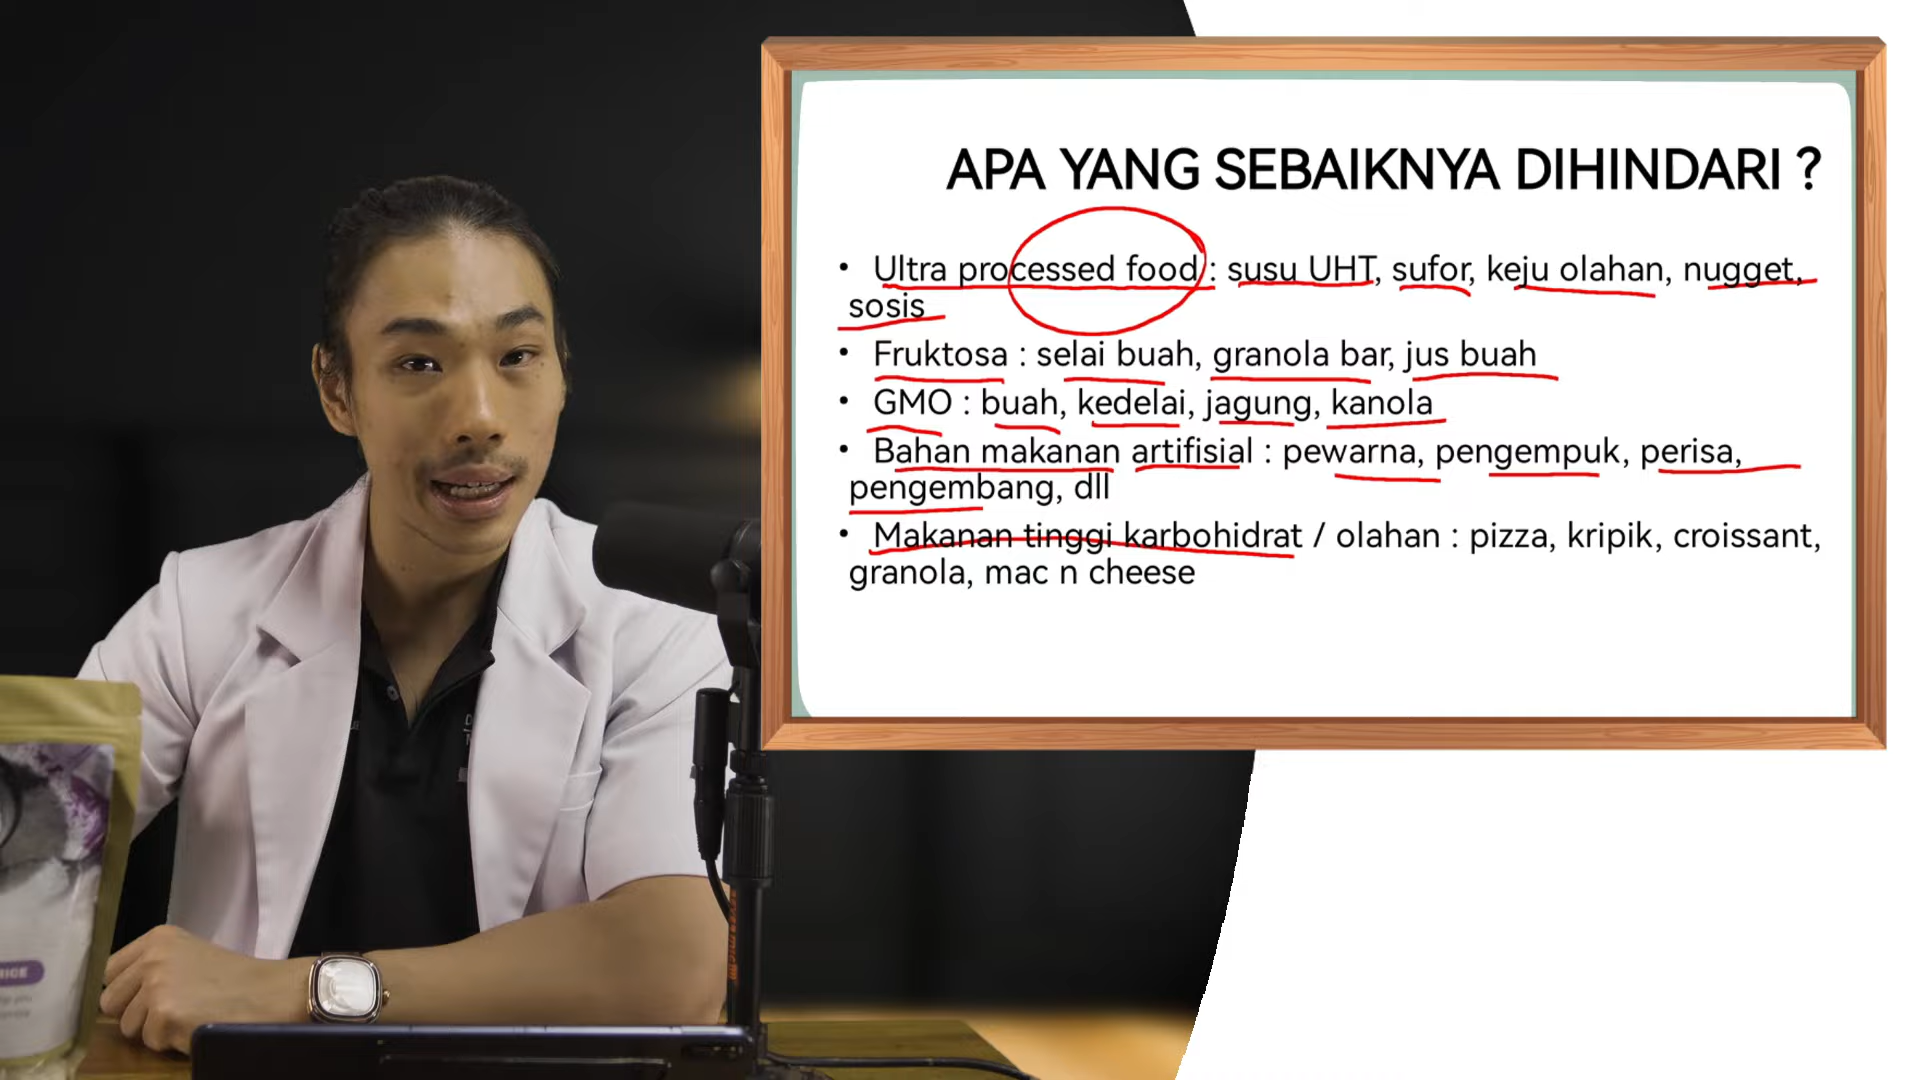 APA YANG SEBAIKNYA DIHINDARI ?
• Ultra processed food : susu UHT, sufor, keju olahan, nugget,
sosis
• Fruktosa : selai buah, granola bar, jus buah
• GMO : buah, kedelai, jagung, kanola
• Bahan makanan artifisial : pewarna, pengempuk, perisa,
pengembang, dll
• Makanan tinggi karbohidrat / olahan : pizza, kripik, croissant,
granola, mac n cheese